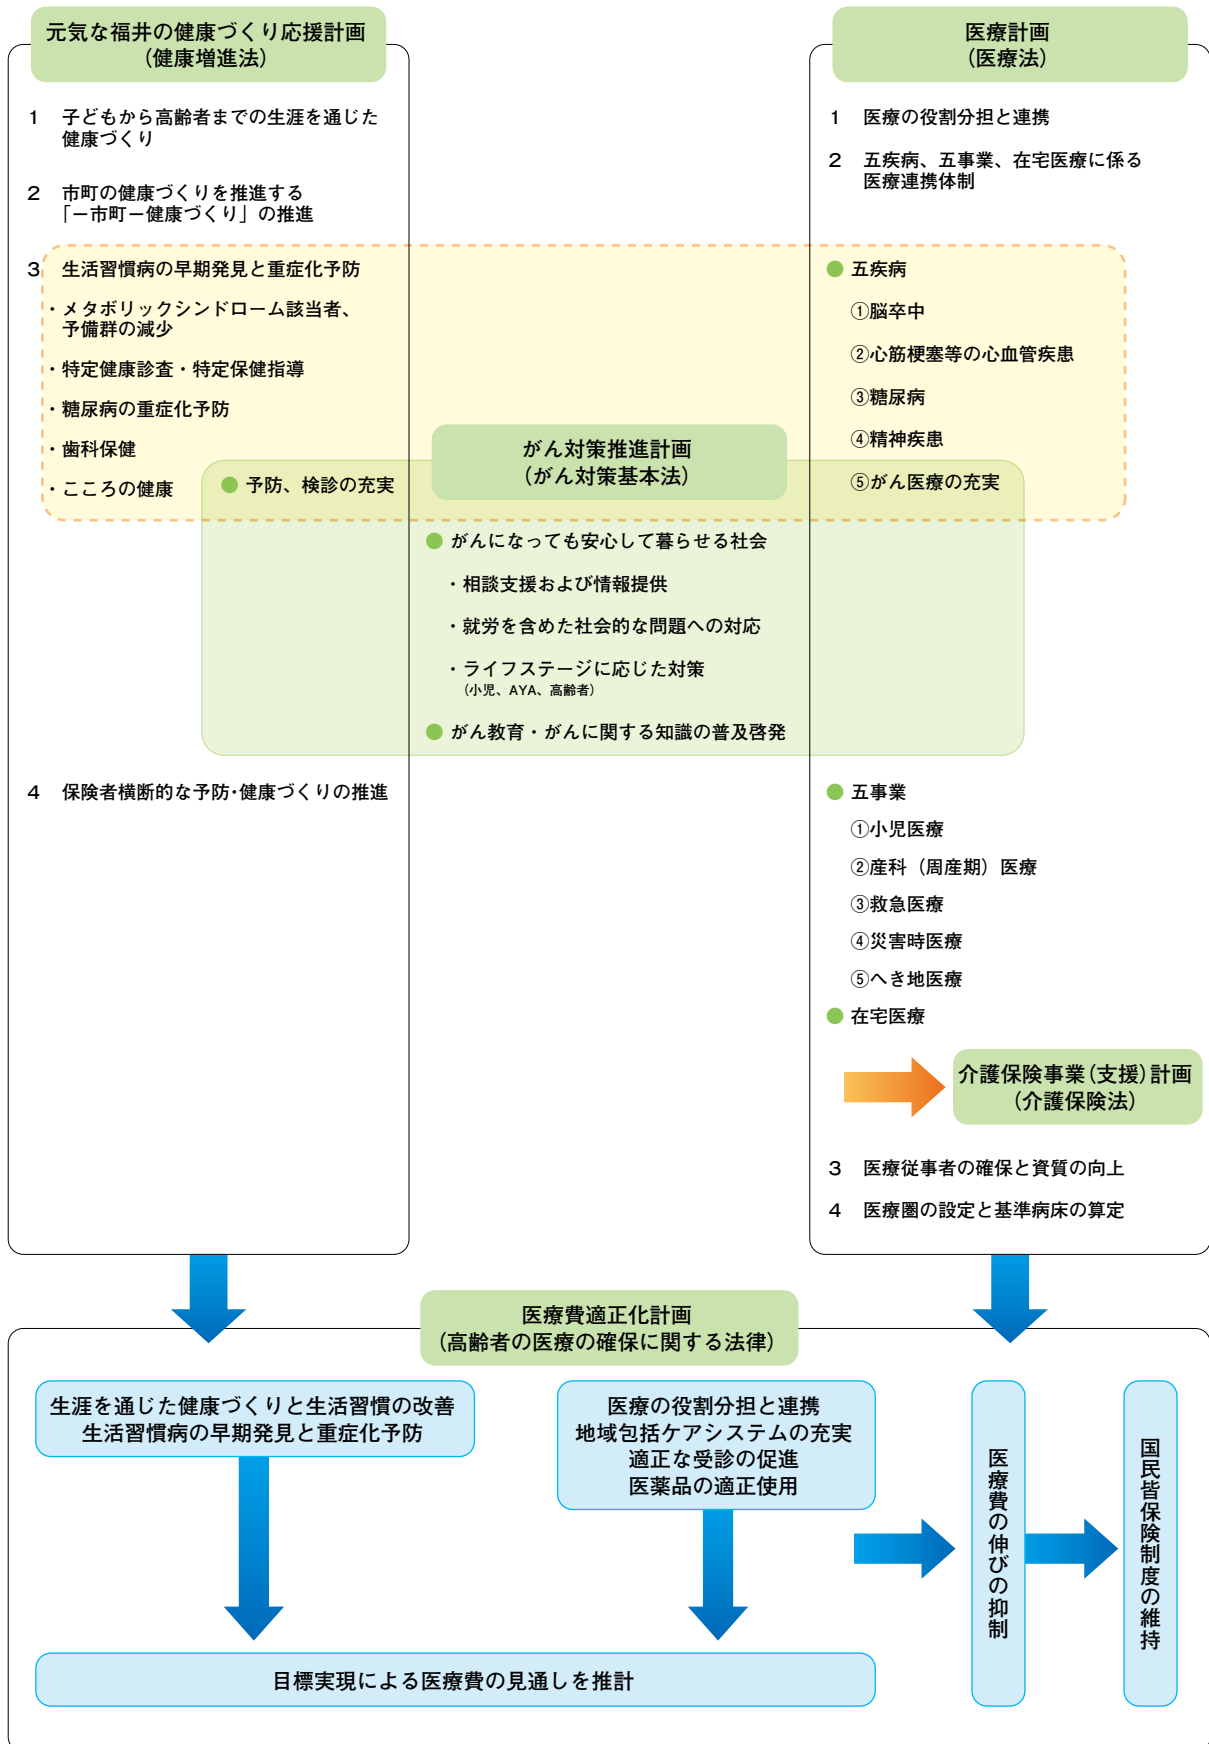 元気な福井の健康づくり応援計画
（健康増進法）
1 子どもから高齢者までの生涯を通じた
健康づくり
2 市町の健康づくりを推進する
「－市町－健康づくり」の推進
3 生活習慣病の早期発見と重症化予防
・メタボリックシンドローム該当者、
予備群の減少
・特定健康診査・特定保健指導
・糖尿病の重症化予防
・歯科保健
・こころの健康
4 保険者横断的な予防・健康づくりの推進
がん対策推進計画
（がん対策基本法）
● 予防、検診の充実
● がんになっても安心して暮らせる社会
・相談支援および情報提供
・就労を含めた社会的な問題への対応
・ライフステージに応じた対策
（小児、AYA、高齢者）
● がん教育・がんに関する知識の普及啓発
医療計画
（医療法）
1 医療の役割分担と連携
2 五疾病、五事業、在宅医療に係る
医療連携体制
● 五疾病
①脳卒中
②心筋梗塞等の心血管疾患
③糖尿病
④精神疾患
⑤がん医療の充実
● 五事業
①小児医療
②産科（周産期）医療
③救急医療
④災害時医療
⑤へき地医療
● 在宅医療
介護保険事業（支援）計画
（介護保険法）
3 医療従事者の確保と資質の向上
4 医療圏の設定と基準病床の算定
医療費適正化計画
（高齢者の医療の確保に関する法律）
生涯を通じた健康づくりと生活習慣の改善
生活習慣病の早期発見と重症化予防
医療の役割分担と連携
地域包括ケアシステムの充実
適正な受診の促進
医薬品の適正使用
目標実現による医療費の見通しを推計
医療費の伸びの抑制
国民皆保険制度の維持